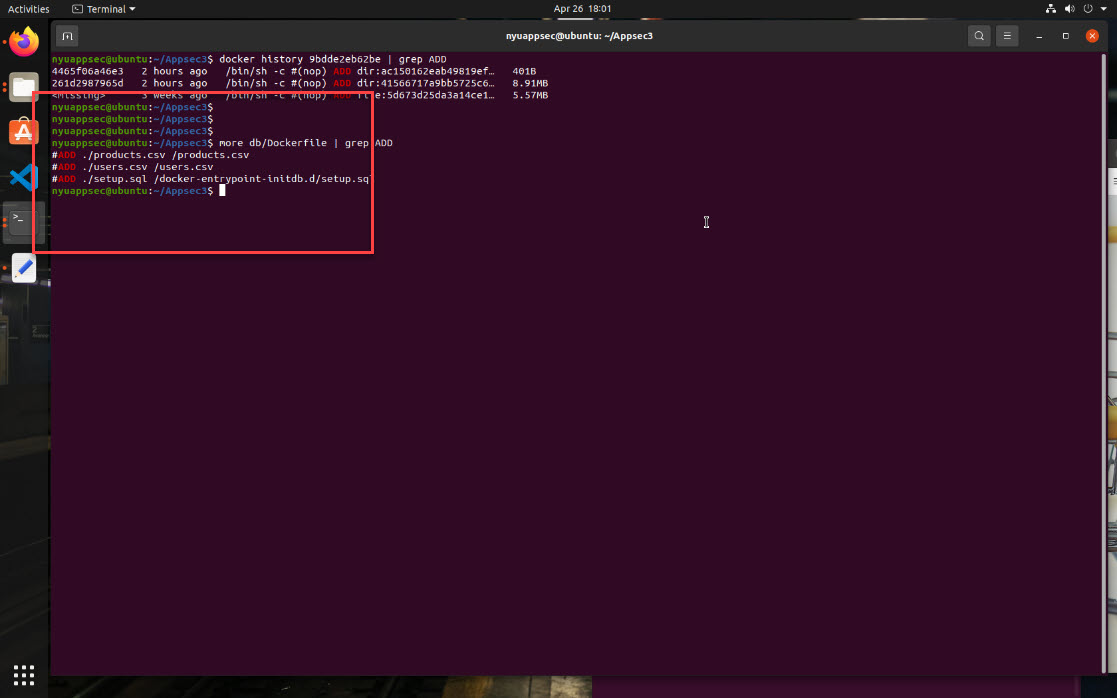 Activities Terminal Apr 26 18:01
nyuappsec@ubuntu: ~/Appsec3
nyuappsec@ubuntu:~/Appsec3$ docker history 9bdde2eb62be | grep ADD
4465f06a46e3 2 hours ago /bin/sh -c #(nop) ADD dir:ac150162eab49819ef… 401B
261d2987965d 2 hours ago /bin/sh -c #(nop) ADD dir:41566717a9bb5725c6… 8.91MB
<missing> 3 weeks ago /bin/sh -c #(nop) ADD file:5d673d25da3a14ce1… 5.57MB
nyuappsec@ubuntu:~/Appsec3$
nyuappsec@ubuntu:~/Appsec3$
nyuappsec@ubuntu:~/Appsec3$
nyuappsec@ubuntu:~/Appsec3$ more db/Dockerfile | grep ADD
#ADD ./products.csv /products.csv
#ADD ./users.csv /users.csv
#ADD ./setup.sql /docker-entrypoint-initdb.d/setup.sql
nyuappsec@ubuntu:~/Appsec3$